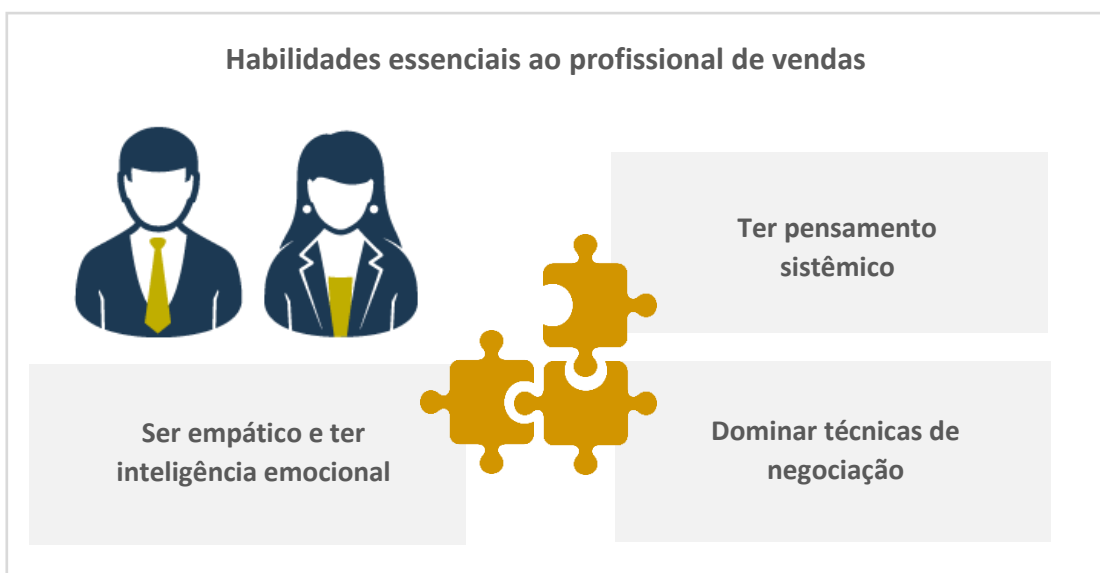 Habilidades essenciais ao profissional de vendas
Ter pensamento
sistêmico
Ser empático e ter
inteligência emocional
Dominar técnicas de
negociação